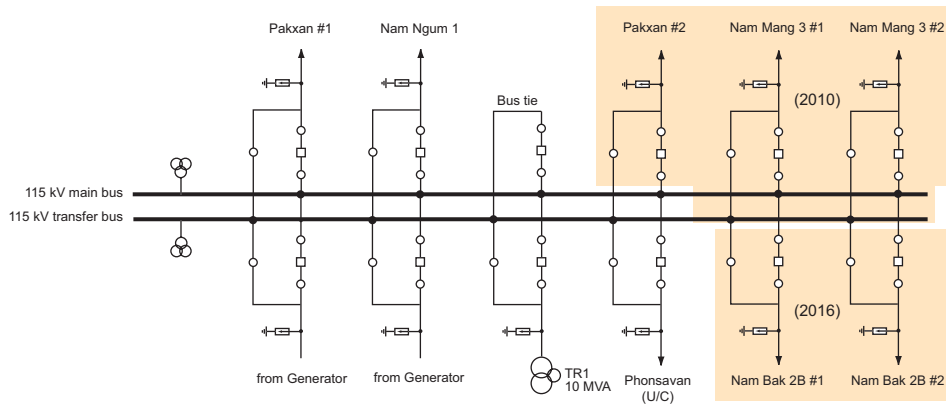 Pakxan #1
Nam Ngum 1
Pakxan #2
Nam Mang 3 #1
Nam Mang 3 #2
(2010)
Bus tie
115 kV main bus
115 kV transfer bus
(2016)
from Generator
from Generator
TR1
10 MVA
Phonsavan
(U/C)
Nam Bak 2B #1
Nam Bak 2B #2